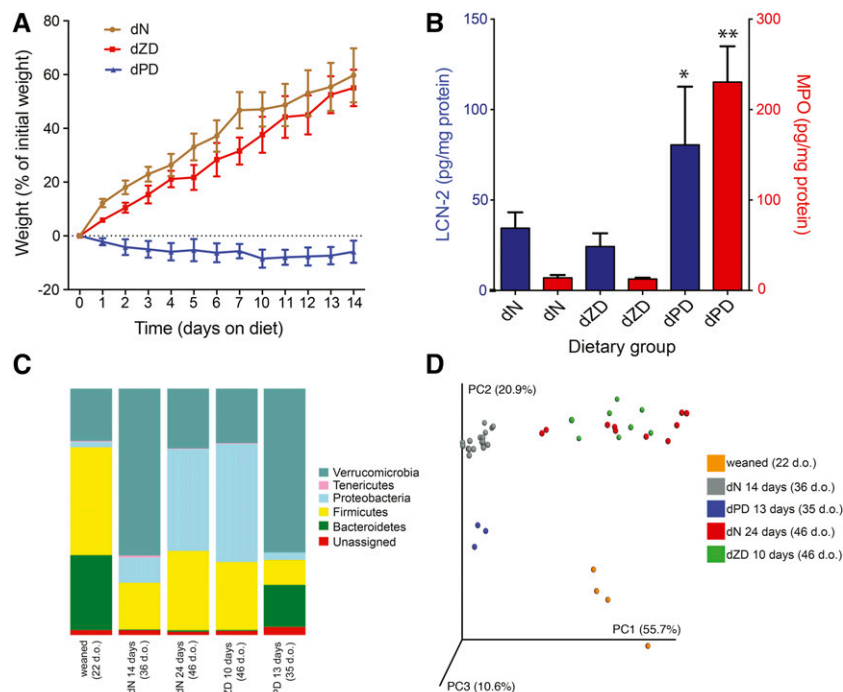 A
dN
dZD
dPD
Weight (% of initial weight)
60
40
20
0
-20
0 1 2 3 4 5 6 7 10 11 12 13 14
Time (days on diet)
B
LCN-2 (pg/mg protein)
150
100
50
0
*
**
300
200
100
0
MPO (pg/mg protein)
dN dN dZD dZD dPD dPD
Dietary group
C
Verrucomicrobia
Tenericutes
Proteobacteria
Firmicutes
Bacteroidetes
Unassigned
weaned
(22 d.o.)
dN 14 days
(36 d.o.)
dN 24 days
(46 d.o.)
ZD 10 days
(46 d.o.)
PD 13 days
(35 d.o.)
D
PC2 (20.9%)
PC1 (55.7%)
PC3 (10.6%)
weaned (22 d.o.)
dN 14 days (36 d.o.)
dPD 13 days (35 d.o.)
dN 24 days (46 d.o.)
dZD 10 days (46 d.o.)